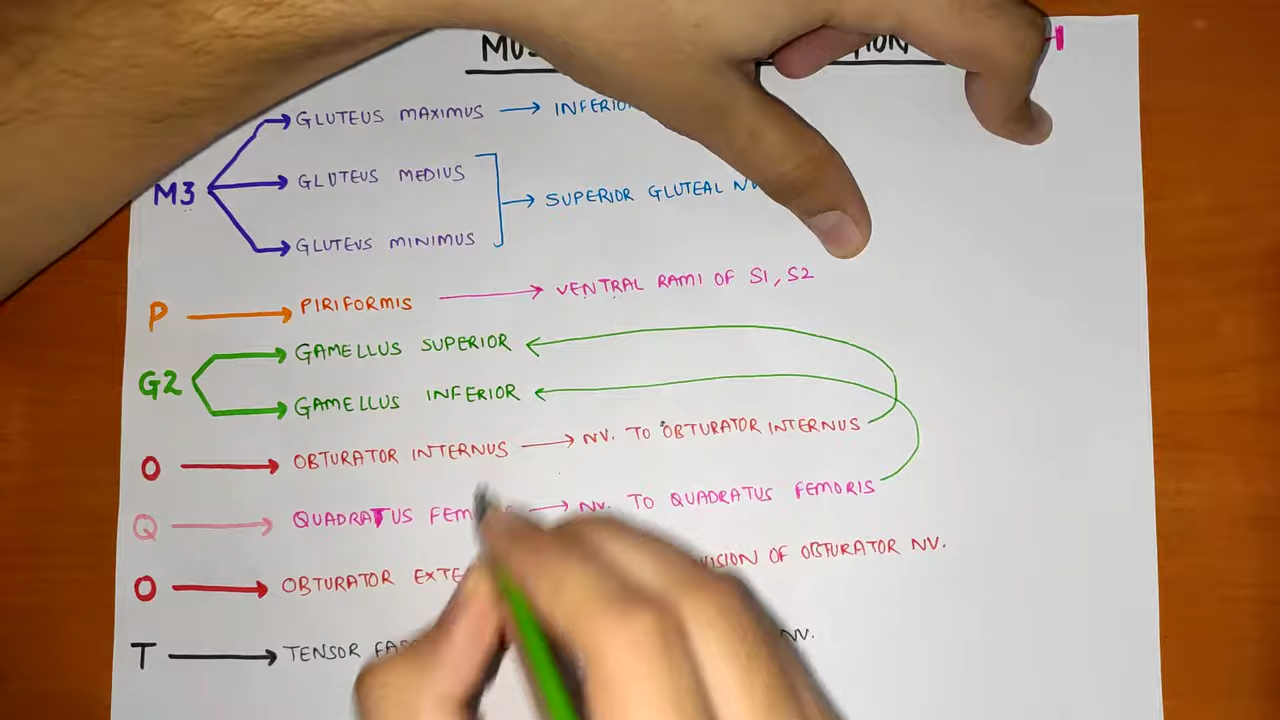 M3
GLUTEUS MAXIMUS →
GLUTEUS MEDIUS
SUPERIOR GLUTEAL
GLUTEUS MINIMUS
P → PIRIFORMIS → VENTRAL RAMI OF S1, S2
G2
GAMELLUS SUPERIOR
GAMELLUS INFERIOR
O → OBTURATOR INTERNUS → NV. TO OBTURATOR INTERNUS
Q → QUADRATUS → NV. TO QUADRATUS FEMORIS
O → OBTURATOR OF OBTURATOR NV.
T → TENSOR NV.